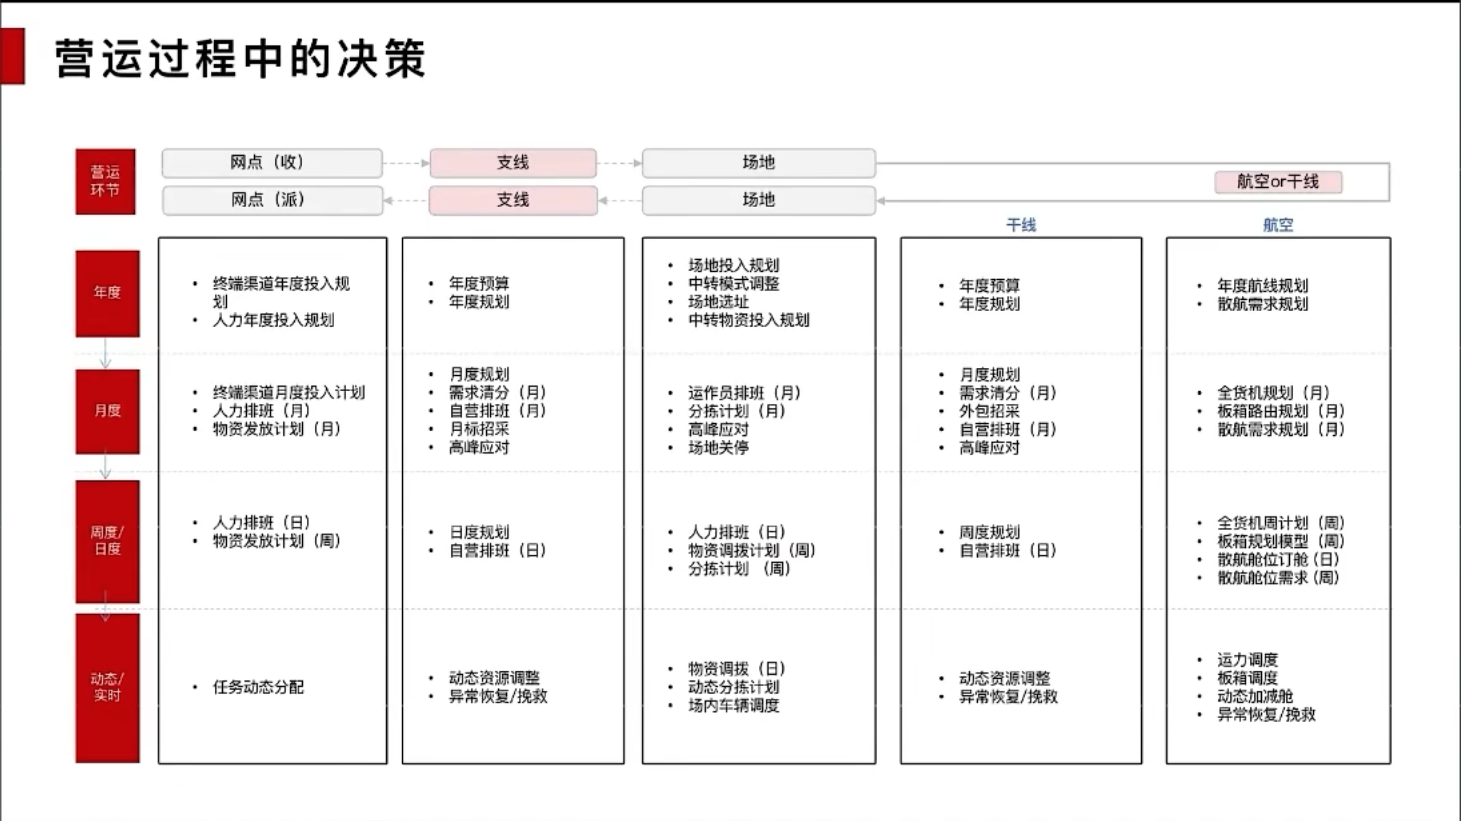 营运过程中的决策
营运
环节
网点（收）
支线
场地
航空or干线
网点（派）
支线
场地
干线
航空
年度
• 终端渠道年度投入规
划
• 人力年度投入规划
• 年度预算
• 年度规划
• 场地投入规划
• 中转模式调整
• 场地选址
• 中转物资投入规划
• 年度预算
• 年度规划
• 年度航线规划
• 散航需求规划
月度
• 终端渠道月度投入计划
• 人力排班（月）
• 物资发放计划（月）
• 月度规划
• 需求清分（月）
• 自营排班（月）
• 月标招采
• 高峰应对
• 运作员排班（月）
• 分拣计划（月）
• 高峰应对
• 场地关停
• 月度规划
• 需求清分（月）
• 外包招采
• 自营排班（月）
• 高峰应对
• 全货机规划（月）
• 板箱路由规划（月）
• 散航需求规划（月）
周度/
日度
• 人力排班（日）
• 物资发放计划（周）
• 日度规划
• 自营排班（日）
• 人力排班（日）
• 物资调拨计划（周）
• 分拣计划 （周）
• 周度规划
• 自营排班（日）
• 全货机周计划（周）
• 板箱规划模型（周）
• 散航舱位订舱 (日）
• 散航舱位需求 (周）
动态/
实时
• 任务动态分配
• 动态资源调整
• 异常恢复/挽救
• 物资调拨（日）
• 动态分拣计划
• 场内车辆调度
• 动态资源调整
• 异常恢复/挽救
• 运力调度
• 板箱调度
• 动态加减舱
• 异常恢复/挽救